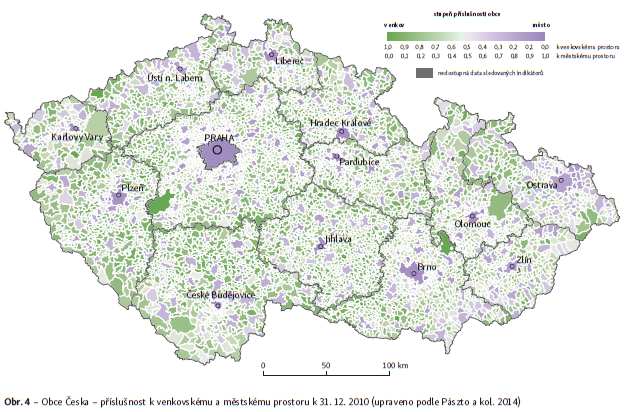 stupeň příslušnosti obce
venkov město
1,0 0,9 0,8 0,7 0,6 0,5 0,4 0,3 0,2 0,1 0,0 k venkovskému prostoru
0,0 0,1 0,2 0,3 0,4 0,5 0,6 0,7 0,8 0,9 1,0 k městskému prostoru
nedostupná data sledovaných indikátorů
Liberec
Ústí n. Labem
Karlovy Vary
Hradec Králové
PRAHA
Pardubice
Plzeň
Ostrava
Olomouc
Jihlava
Zlín
Brno
České Budějovice
0 50 100 km
Obr. 4 – Obce Česka – příslušnost k venkovskému a městskému prostoru k 31. 12. 2010 (upraveno podle Pászto a kol. 2014)